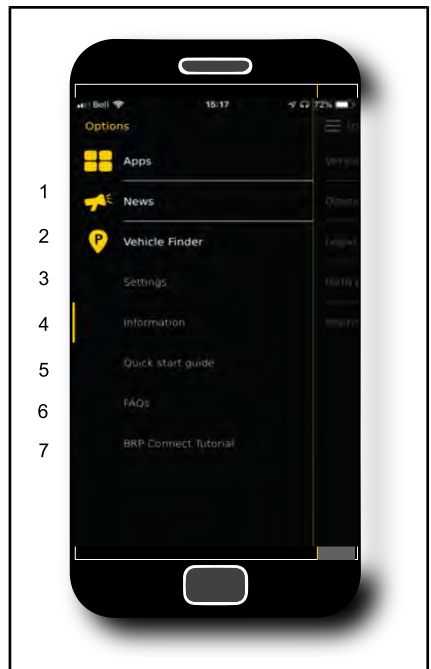 Bell 15:17 72%
Options
Apps
1
News
2
Vehicle Finder
3
Settings
4
Information
5
Quick start guide
6
FAQs
7
BRP Connect Tutorial
P